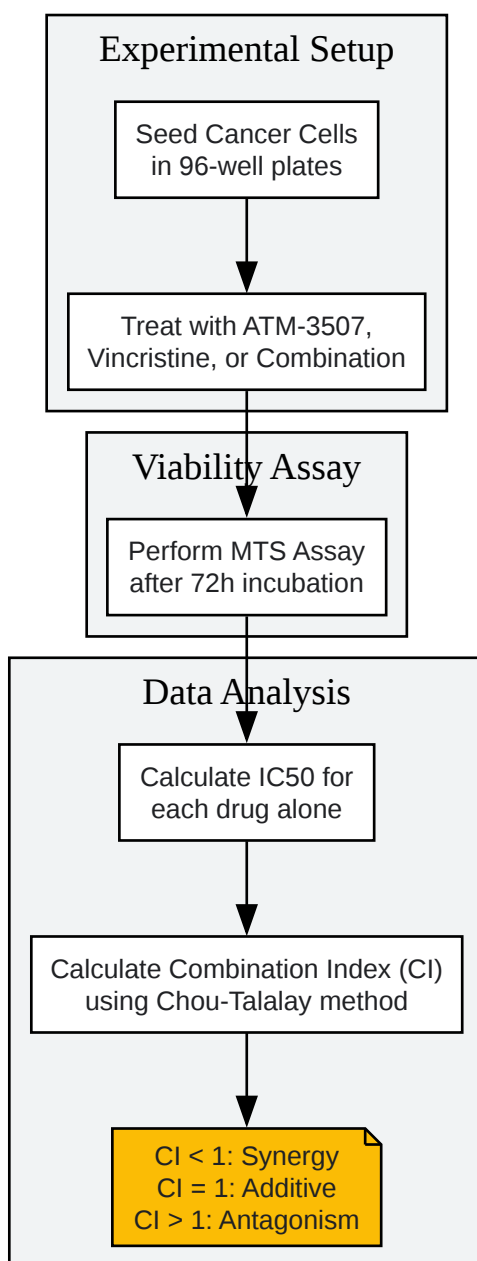 Experimental Setup
Seed Cancer Cells
in 96-well plates
Treat with ATM-3507,
Vincristine, or Combination
Viability Assay
Perform MTS Assay
after 72h incubation
Data Analysis
Calculate IC50 for
each drug alone
Calculate Combination Index (CI)
using Chou-Talalay method
CI < 1: Synergy
CI = 1: Additive
CI > 1: Antagonism